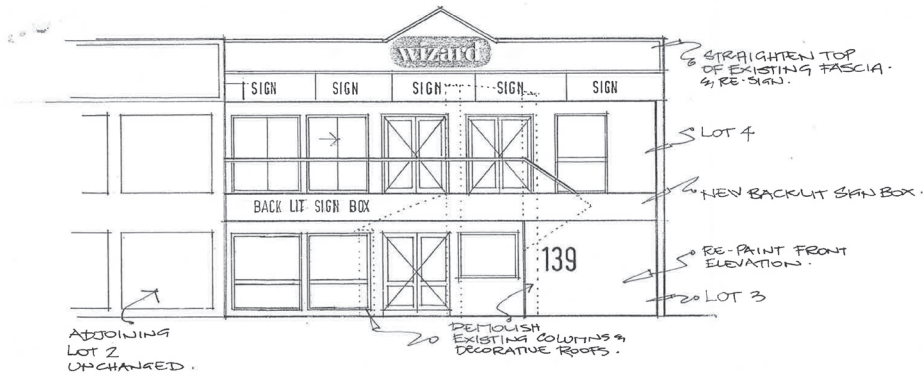 wizard
SIGN SIGN SIGN SIGN SIGN
BACK LIT SIGN BOX
139
STRAIGHTEN TOP
OF EXISTING FASCIA.
& RE-SIGN.
LOT 4
NEW BACKLIT SIGN BOX.
RE-PAINT FRONT
ELEVATION.
LOT 3
ADJOINING
LOT 2
UNCHANGED.
DEMOLISH
EXISTING COLUMNS &
DECORATIVE ROOFS.